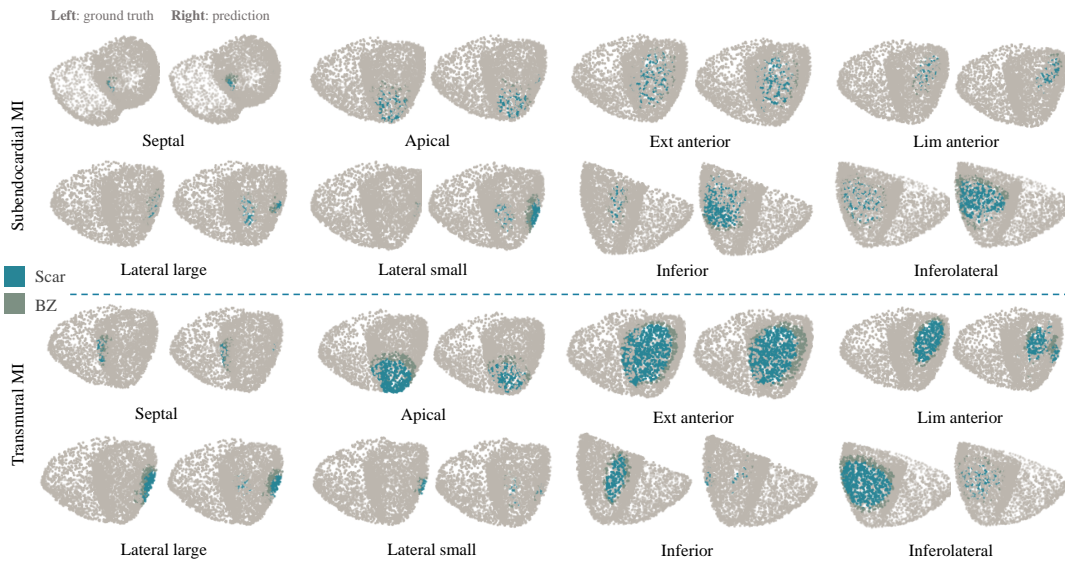 Left: ground truth Right: prediction
Subendocardial MI
Septal
Apical
Ext anterior
Lim anterior
Lateral large
Lateral small
Inferior
Inferolateral
Scar
BZ
Transmural MI
Septal
Apical
Ext anterior
Lim anterior
Lateral large
Lateral small
Inferior
Inferolateral